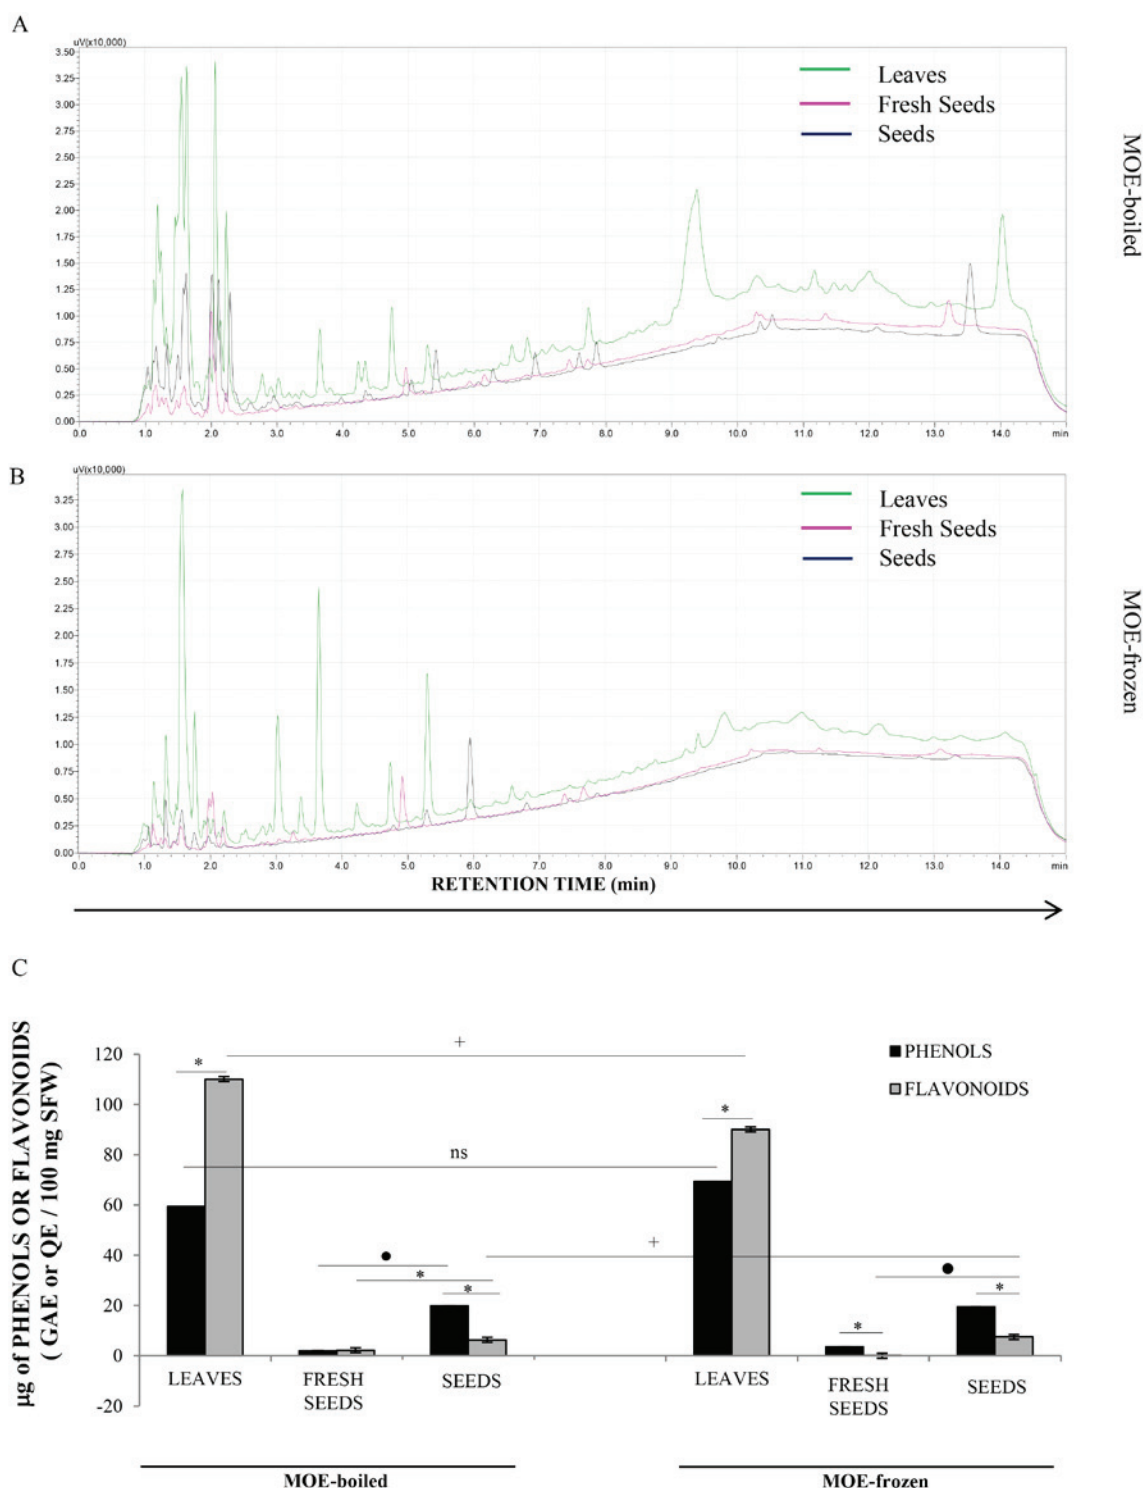 A
uV(x10,000)
3.50
3.25
3.00
2.75
2.50
2.25
2.00
1.75
1.50
1.25
1.00
0.75
0.50
0.25
0.00
0.0 1.0 2.0 3.0 4.0 5.0 6.0 7.0 8.0 9.0 10.0 11.0 12.0 13.0 14.0 min
Leaves
Fresh Seeds
Seeds
MOE-boiled
B
uV(x10,000)
3.25
3.00
2.75
2.50
2.25
2.00
1.75
1.50
1.25
1.00
0.75
0.50
0.25
0.00
0.0 1.0 2.0 3.0 4.0 5.0 6.0 7.0 8.0 9.0 10.0 11.0 12.0 13.0 14.0 min
Leaves
Fresh Seeds
Seeds
MOE-frozen
RETENTION TIME (min)
C
µg of PHENOLS OR FLAVONOIDS
( GAE or QE / 100 mg SFW)
120
100
80
60
40
20
0
-20
PHENOLS
FLAVONOIDS
+
*
*
ns
+
●
*
*
●
*
*
LEAVES
FRESH
SEEDS
SEEDS
LEAVES
FRESH
SEEDS
SEEDS
MOE-boiled
MOE-frozen